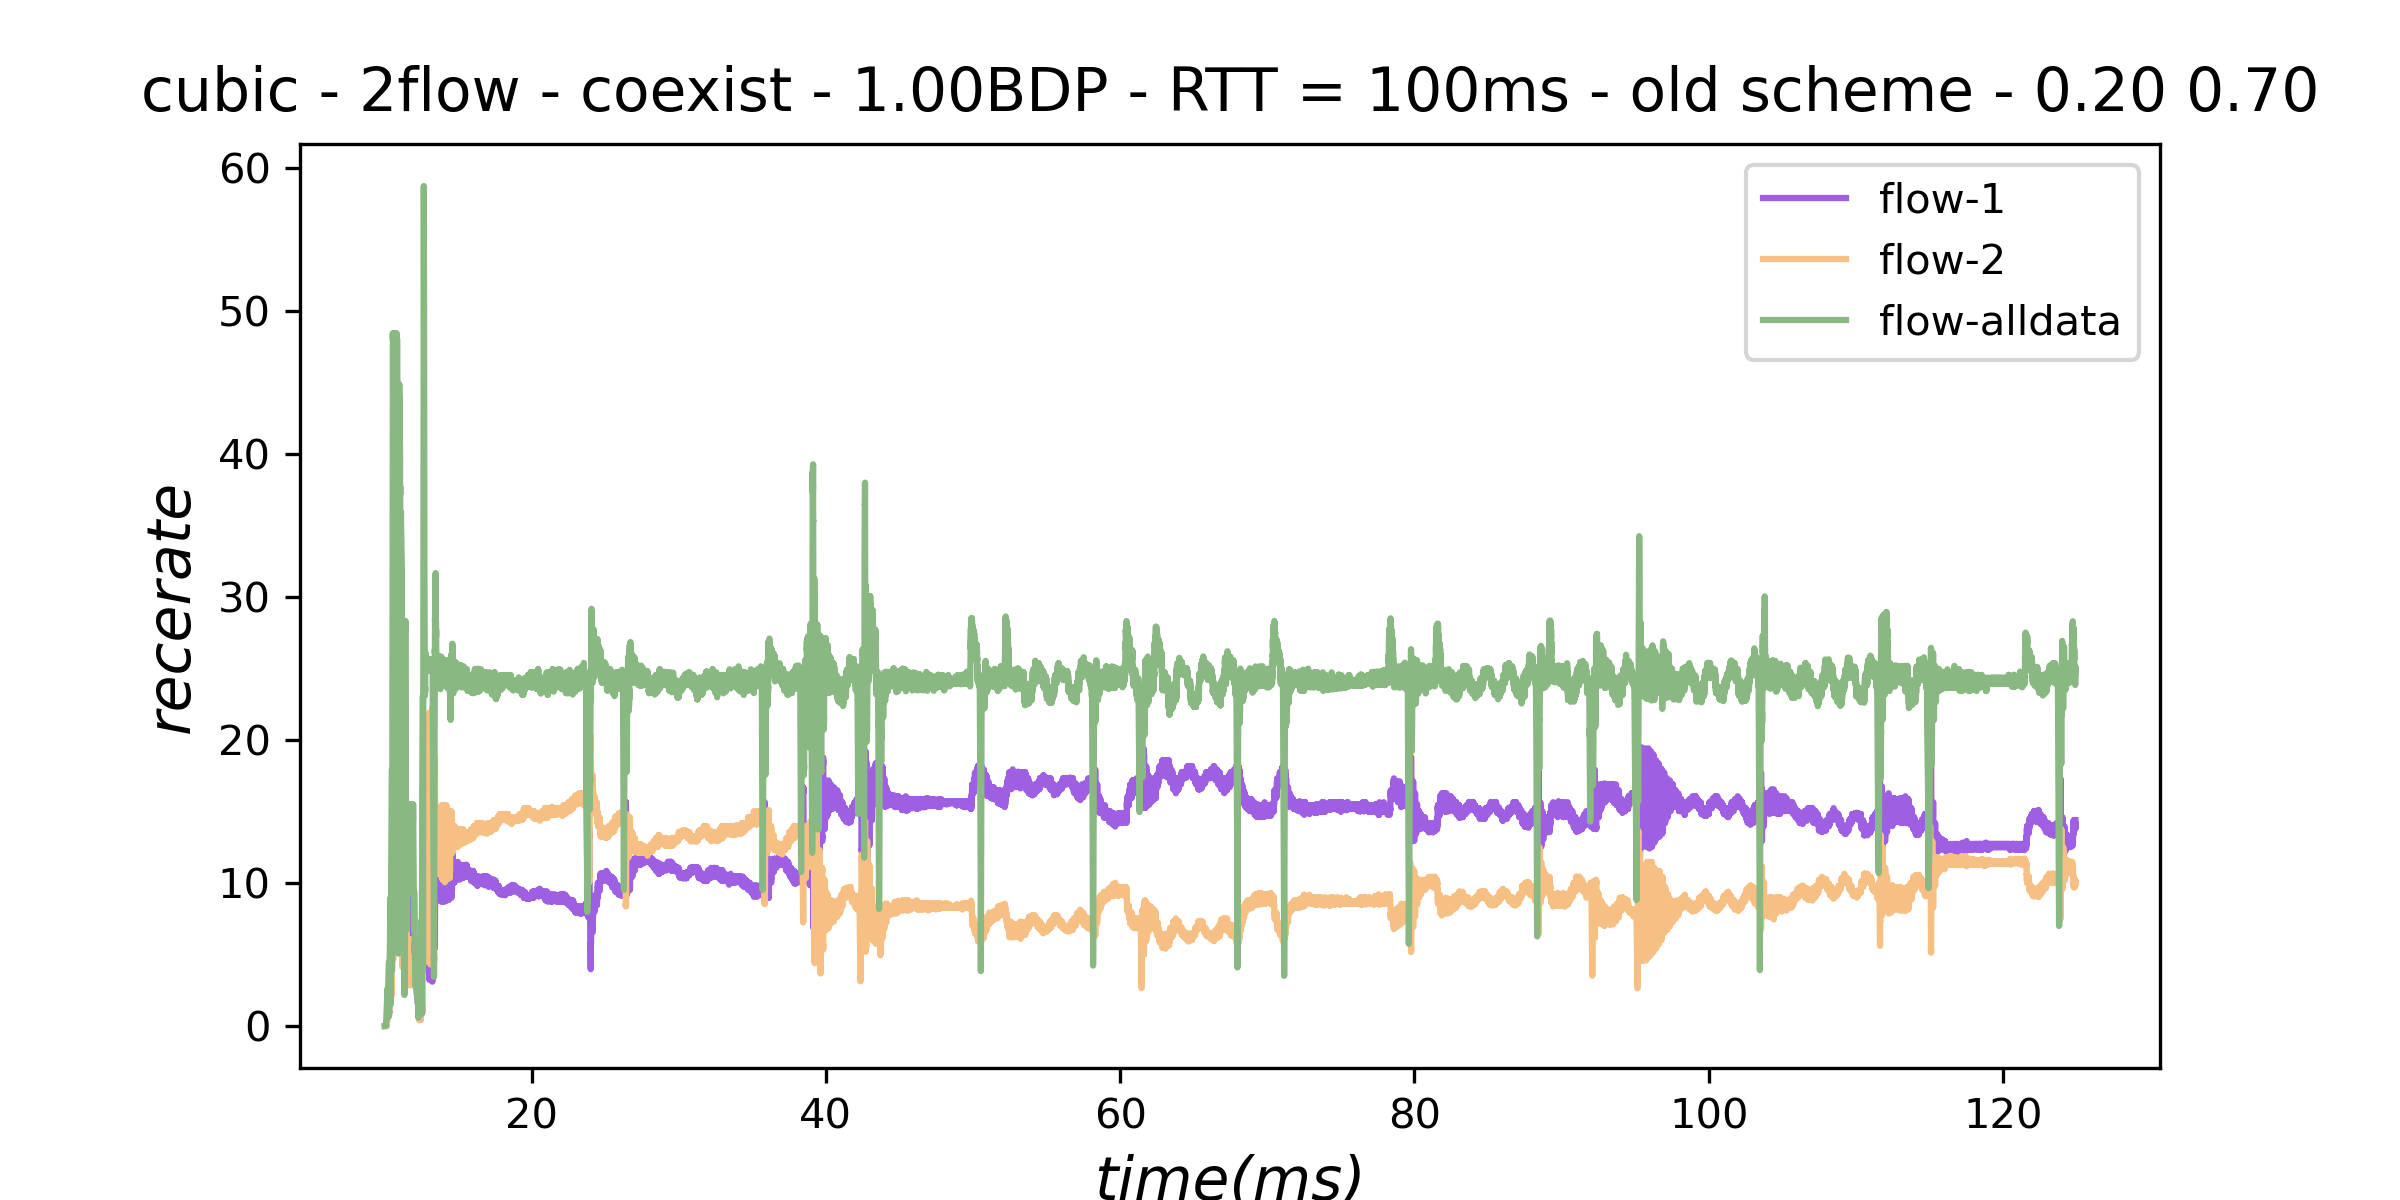 cubic - 2flow - coexist - 1.00BDP - RTT = 100ms - old scheme - 0.20 0.70
60
50
40
30
20
10
0
recerate
flow-1
flow-2
flow-alldata
20
40
60
80
100
120
time(ms)